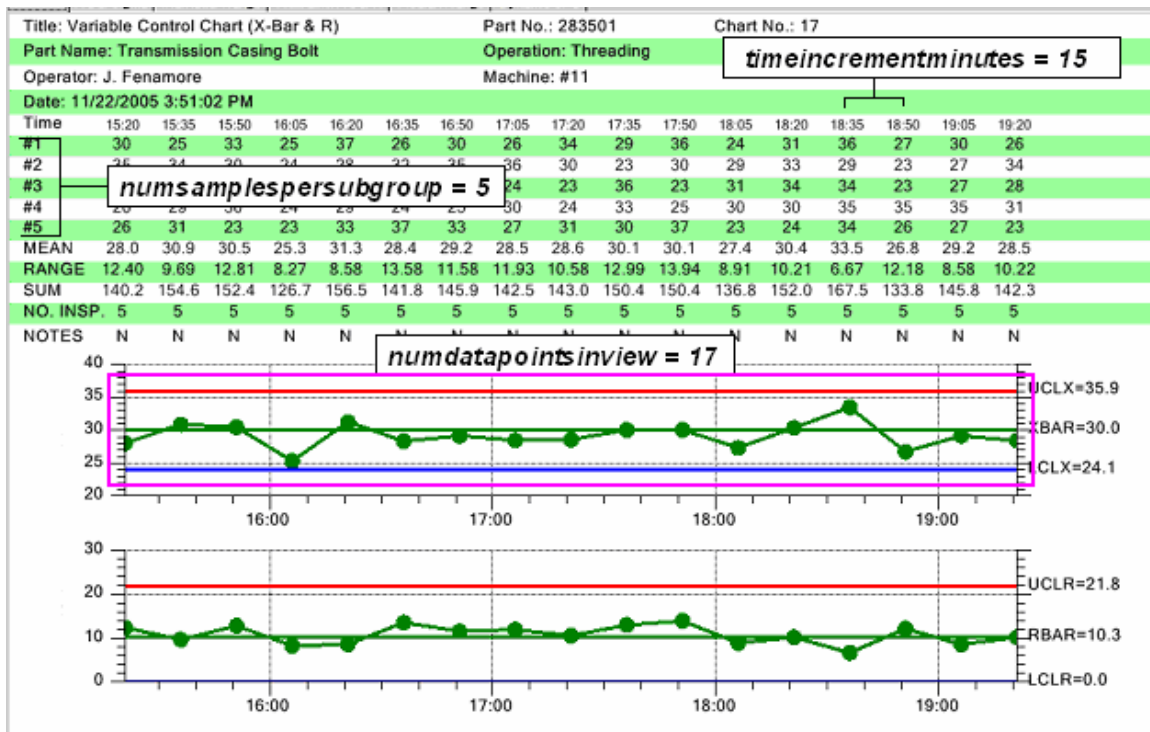 Title: Variable Control Chart (X-Bar & R) Part No.: 283501 Chart No.: 17
Part Name: Transmission Casing Bolt Operation: Threading
timeincrementminutes = 15
Operator: J. Fenamore Machine: #11
Date: 11/22/2005 3:51:02 PM
Time 15:20 15:35 15:50 16:05 16:20 16:35 16:50 17:05 17:20 17:35 17:50 18:05 18:20 18:35 18:50 19:05 19:20
#1 30 25 33 25 37 26 30 26 34 29 36 24 31 36 27 30 26
#2 36 30 23 30 29 33 29 23 27 34
#3 24 23 36 23 31 34 34 23 27 28
numsamplespersubgroup = 5
#4 30 24 33 25 30 30 35 35 35 31
#5 26 31 23 23 33 37 33 27 31 30 37 23 34 26 27 23
MEAN 28.0 30.9 30.5 25.3 31.3 28.4 29.2 28.5 28.6 30.1 30.1 27.4 30.4 33.5 26.8 29.2 28.5
RANGE 12.40 9.69 12.81 8.27 8.58 13.58 11.58 11.93 10.58 12.99 13.94 8.91 10.21 6.67 12.18 8.58 10.22
SUM 140.2 154.6 152.4 126.7 156.5 141.8 145.9 142.5 143.0 150.4 150.4 136.8 152.0 167.5 133.8 145.8 142.3
NO. INSP. 5 5 5 5 5 5 5 5 5 5 5 5 5 5 5 5 5
NOTES N N N N N N N N N N N N N N N N N
numdatapointsinview = 17
40
35
30
25
20
UCLX=35.9
XBAR=30.0
LCLX=24.1
16:00 17:00 18:00 19:00
30
20
10
0
UCLR=21.8
RBAR=10.3
LCLR=0.0
16:00 17:00 18:00 19:00